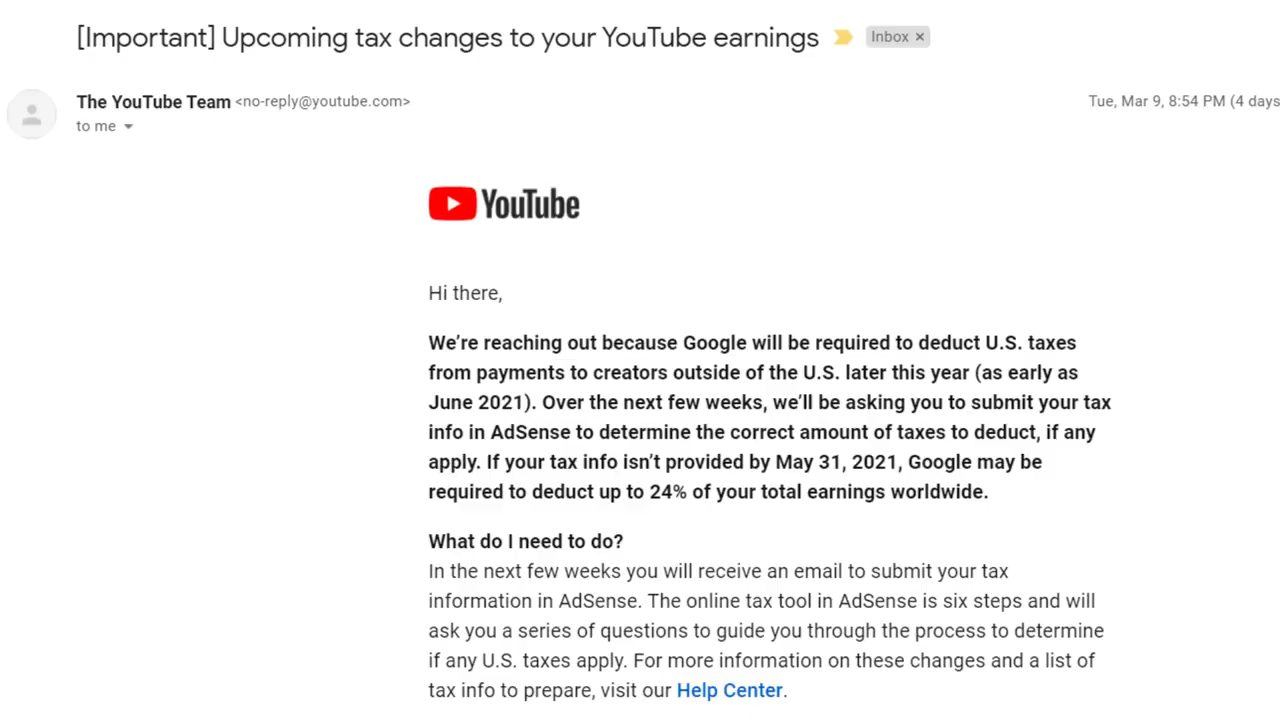 [Important] Upcoming tax changes to your YouTube earnings Inbox ×
The YouTube Team <no-reply@youtube.com> Tue, Mar 9, 8:54 PM (4 days
to me
YouTube
Hi there,
We’re reaching out because Google will be required to deduct U.S. taxes
from payments to creators outside of the U.S. later this year (as early as
June 2021). Over the next few weeks, we’ll be asking you to submit your tax
info in AdSense to determine the correct amount of taxes to deduct, if any
apply. If your tax info isn’t provided by May 31, 2021, Google may be
required to deduct up to 24% of your total earnings worldwide.
What do I need to do?
In the next few weeks you will receive an email to submit your tax
information in AdSense. The online tax tool in AdSense is six steps and will
ask you a series of questions to guide you through the process to determine
if any U.S. taxes apply. For more information on these changes and a list of
tax info to prepare, visit our Help Center.